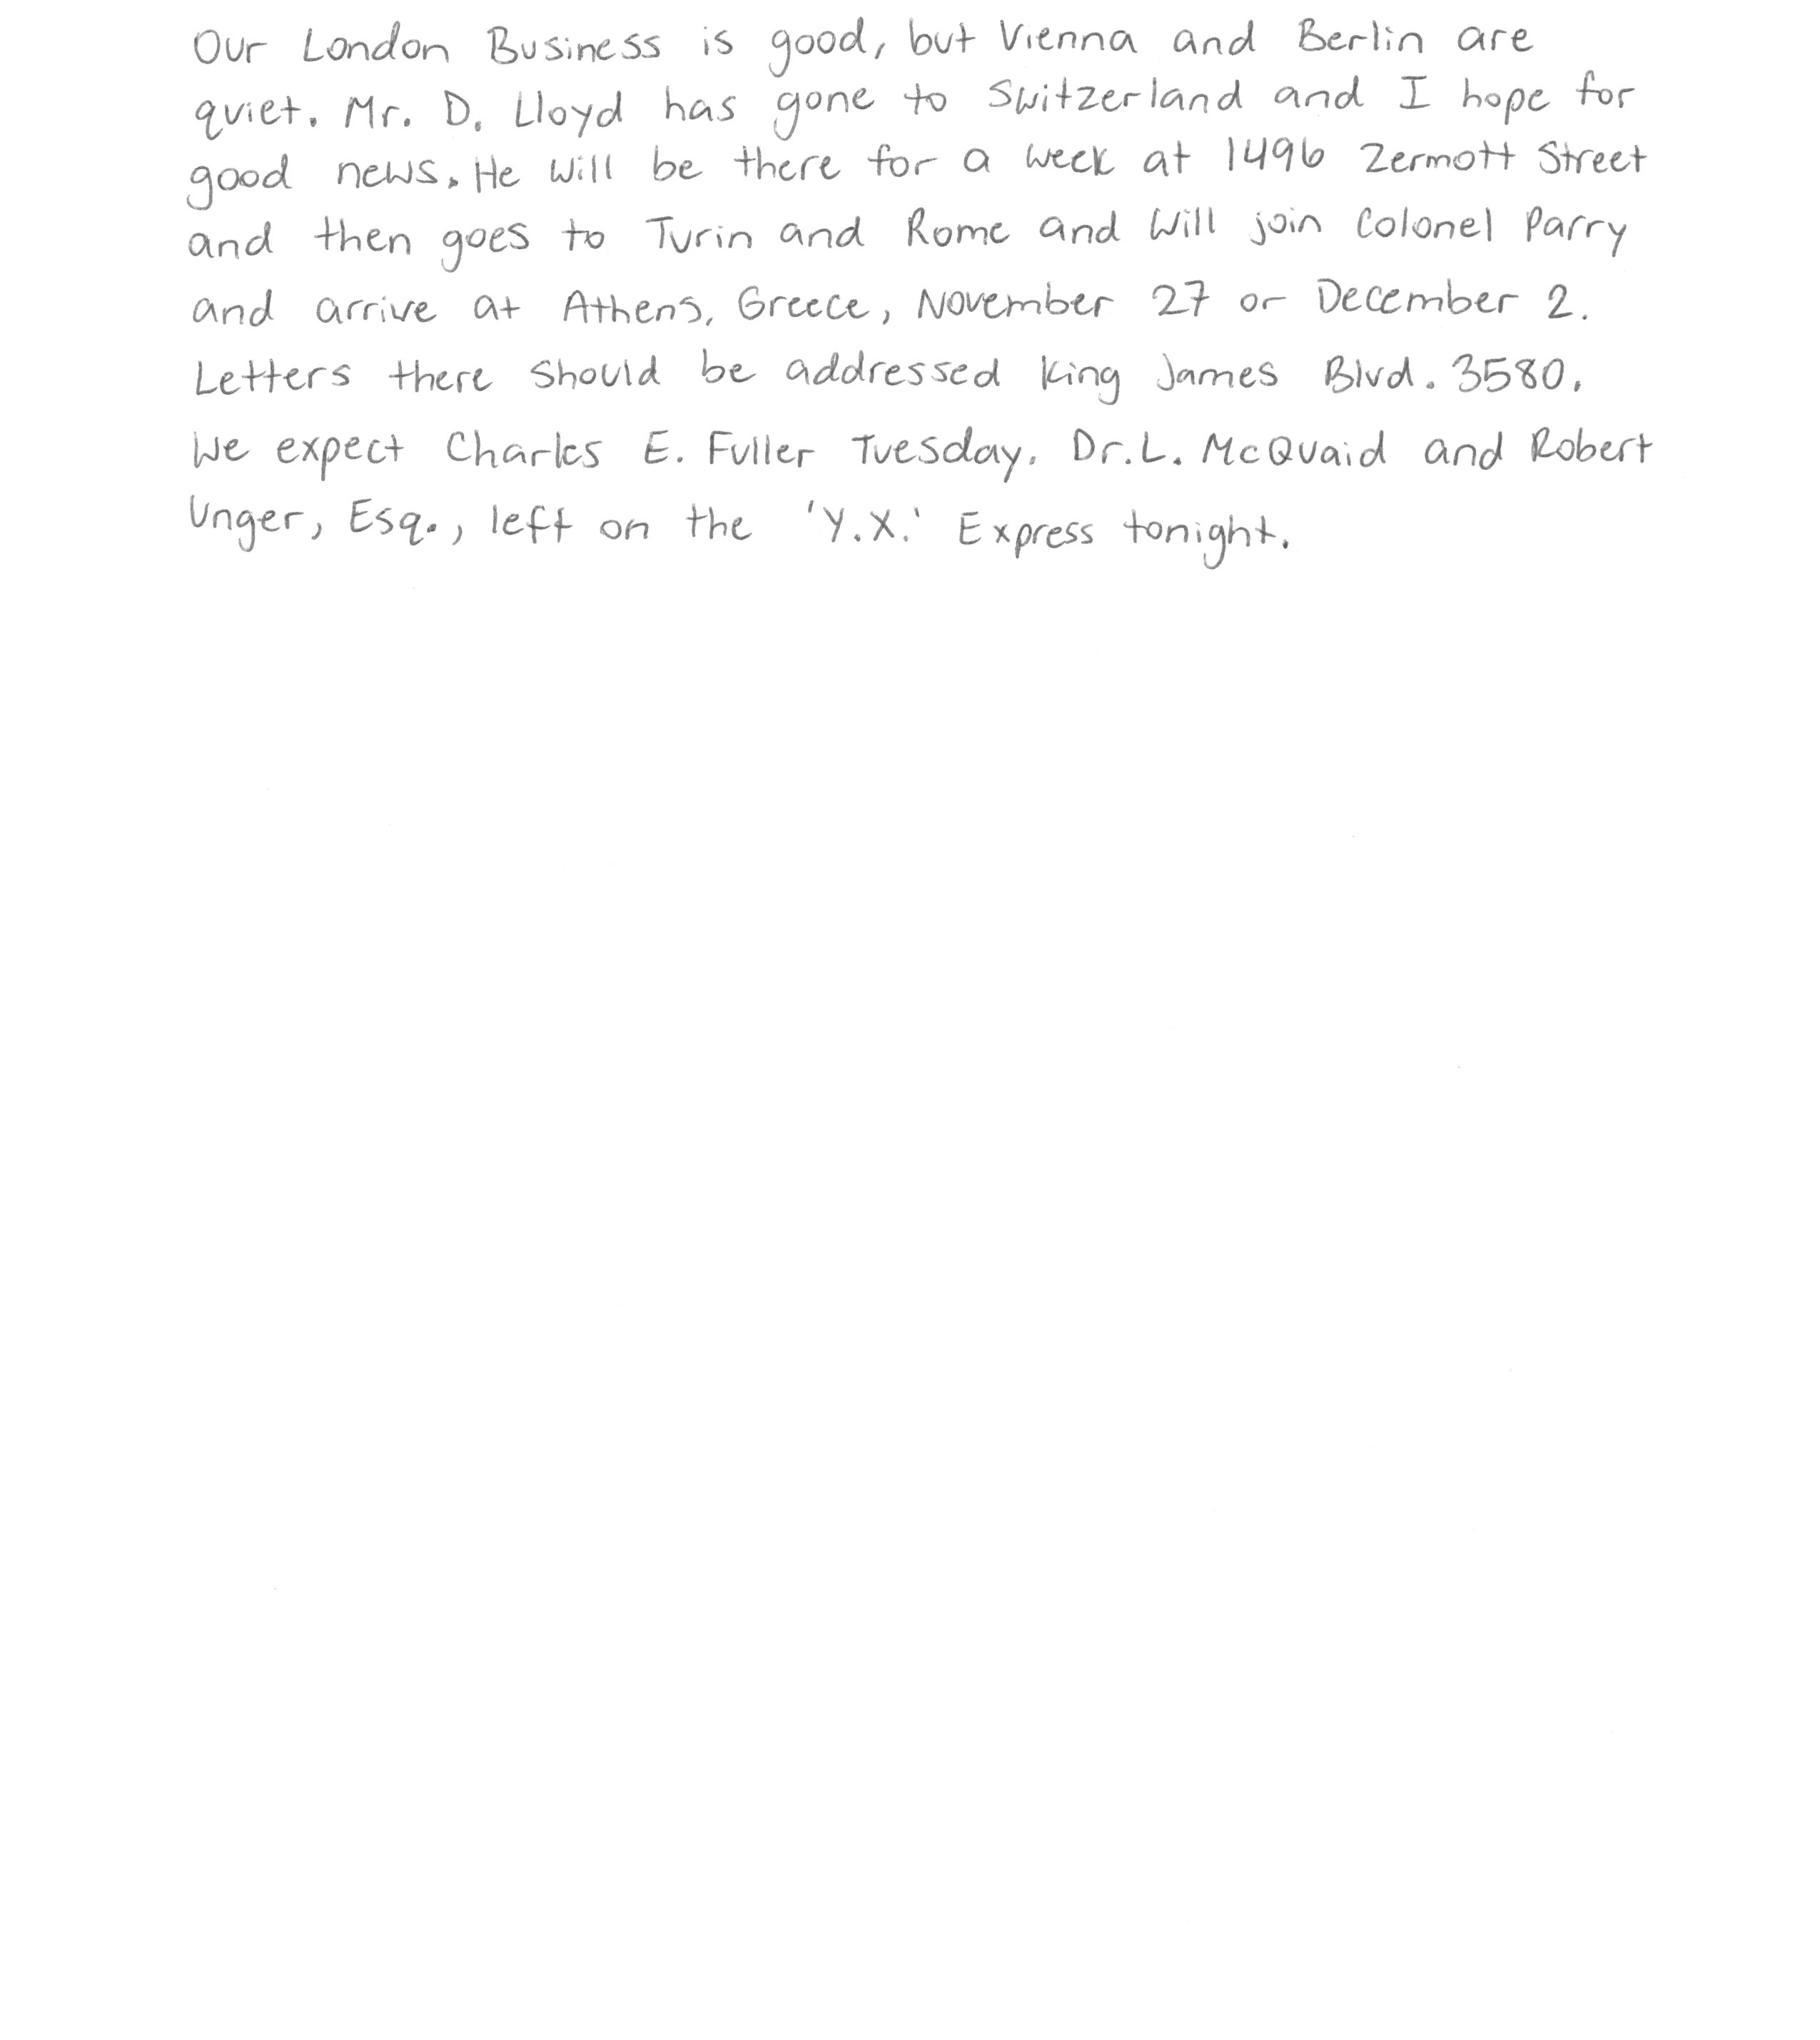 Our London Business is good, but Vienna and Berlin are
quiet. Mr. D. Lloyd has gone to Switzerland and I hope for
good news. He will be there for a week at 1496 Zermott Street
and then goes to Turin and Rome and will join Colonel Parry
and arrive at Athens, Greece, November 27 or December 2.
Letters there should be addressed King James Blvd. 3580.
We expect Charles E. Fuller Tuesday. Dr. L. McQuaid and Robert
Unger, Esq., left on the 'Y.X.' Express tonight.